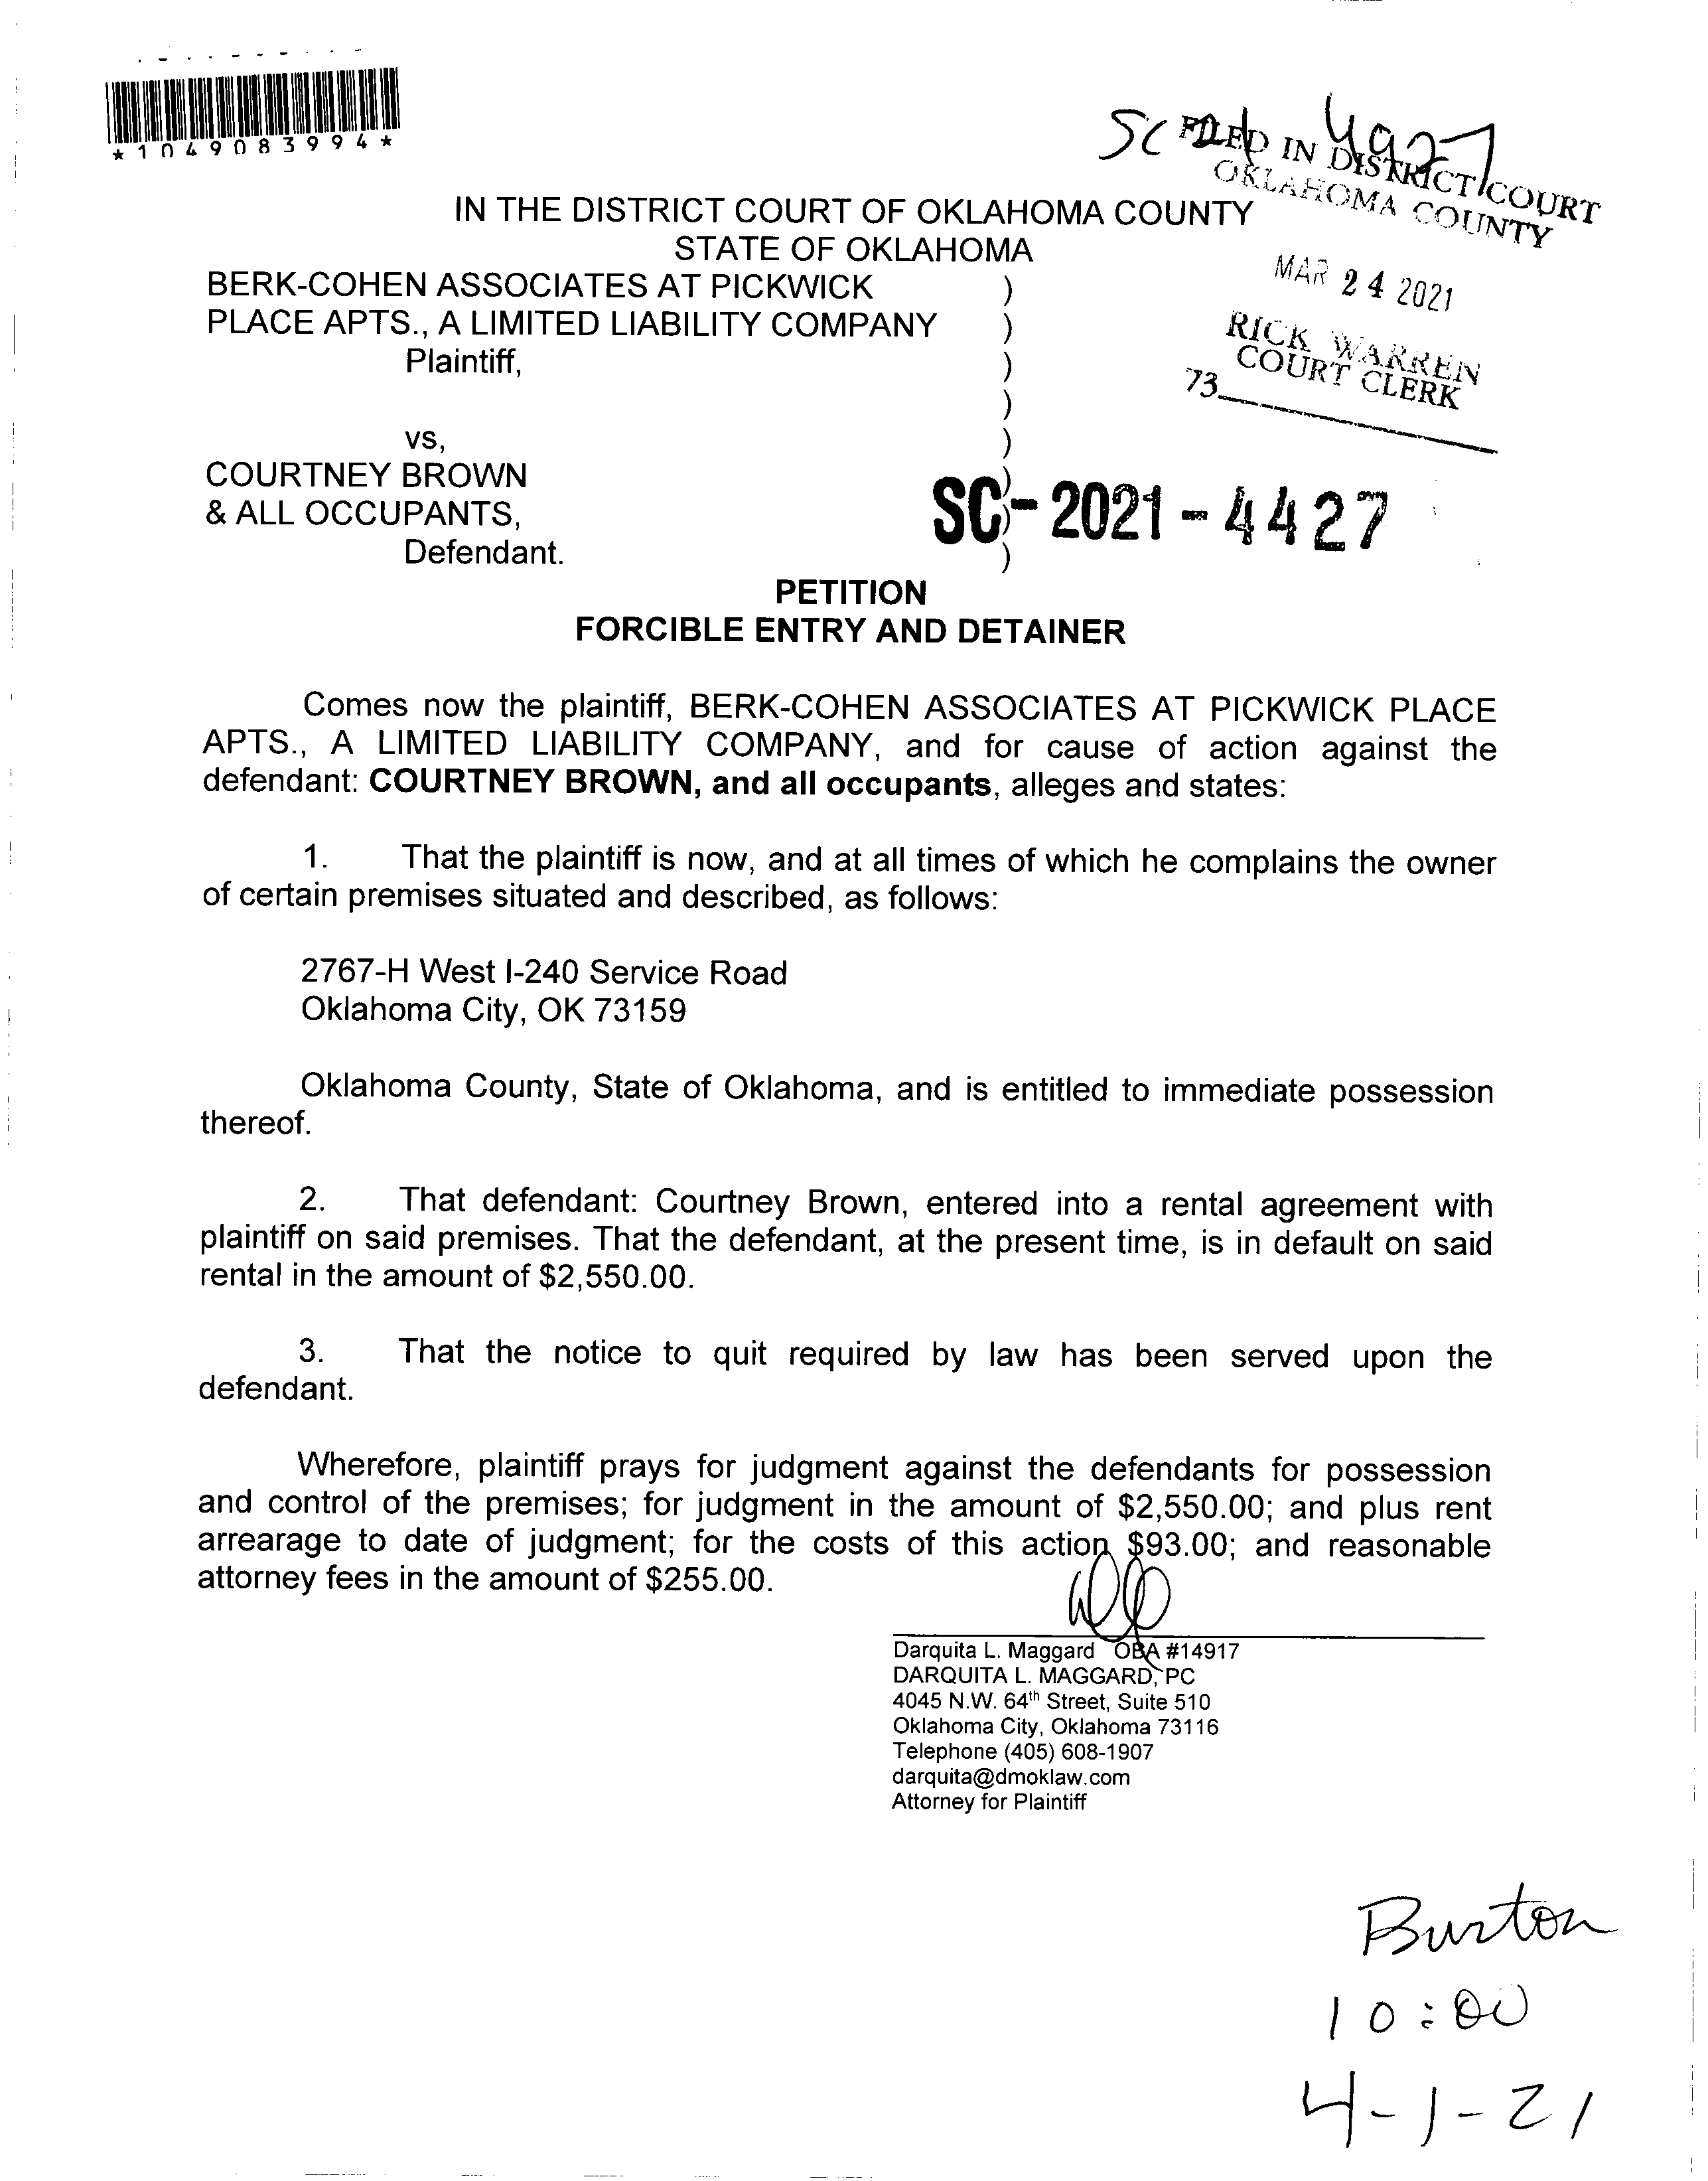 *1049083994*
SC 21 4427
FILED IN DISTRICT COURT
OKLAHOMA COUNTY
MAR 24 2021
RICK WARREN
COURT CLERK
73
IN THE DISTRICT COURT OF OKLAHOMA COUNTY
STATE OF OKLAHOMA
BERK-COHEN ASSOCIATES AT PICKWICK )
PLACE APTS., A LIMITED LIABILITY COMPANY )
Plaintiff, )
)
vs, )
COURTNEY BROWN )
& ALL OCCUPANTS, )
Defendant. )
SC-2021-4427
PETITION
FORCIBLE ENTRY AND DETAINER
Comes now the plaintiff, BERK-COHEN ASSOCIATES AT PICKWICK PLACE
APTS., A LIMITED LIABILITY COMPANY, and for cause of action against the
defendant: COURTNEY BROWN, and all occupants, alleges and states:
1. That the plaintiff is now, and at all times of which he complains the owner
of certain premises situated and described, as follows:
2767-H West I-240 Service Road
Oklahoma City, OK 73159
Oklahoma County, State of Oklahoma, and is entitled to immediate possession
thereof.
2. That defendant: Courtney Brown, entered into a rental agreement with
plaintiff on said premises. That the defendant, at the present time, is in default on said
rental in the amount of $2,550.00.
3. That the notice to quit required by law has been served upon the
defendant.
Wherefore, plaintiff prays for judgment against the defendants for possession
and control of the premises; for judgment in the amount of $2,550.00; and plus rent
arrearage to date of judgment; for the costs of this action $93.00; and reasonable
attorney fees in the amount of $255.00.
Darquita L. Maggard OBA #14917
DARQUITA L. MAGGARD, PC
4045 N.W. 64th Street, Suite 510
Oklahoma City, Oklahoma 73116
Telephone (405) 608-1907
darquita@dmoklaw.com
Attorney for Plaintiff
Burton
10:00
4-1-21